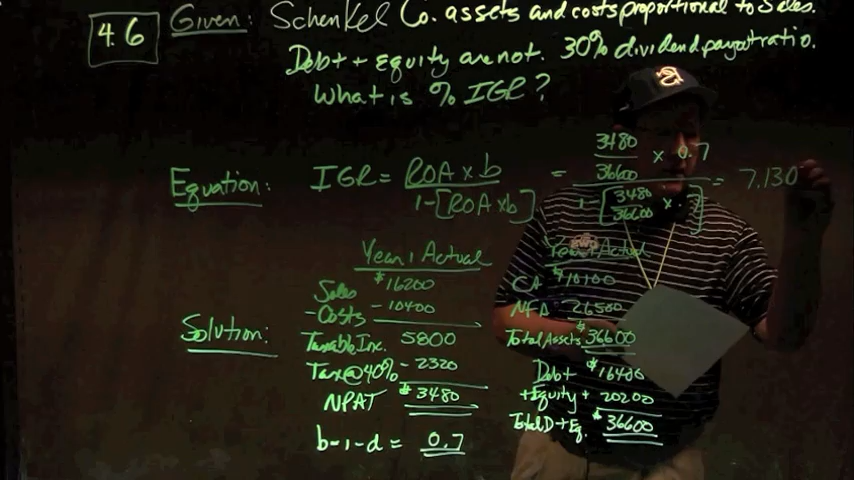 4.6 Given: Schenkel Co. assets and costs proportional to Sales.
Debt + Equity are not. 30% dividend payout ratio.
What is % IGR?
Equation: IGR = ROA x b / 1-[ROA x b] = 3480/36600 x 0.7 / 1-[3480/36600 x .7] = 7.130
Solution:
Year 1 Actual
Sales $16200
-Costs -10400
Taxable Inc. 5800
Tax@40% -2320
NPAT $3480
b-1-d = 0.7
Year 1 Actual
CA $10100
NFA 26500
Total Assets $36600
Debt $16400
+Equity + 20200
Total D+Eq. $36600